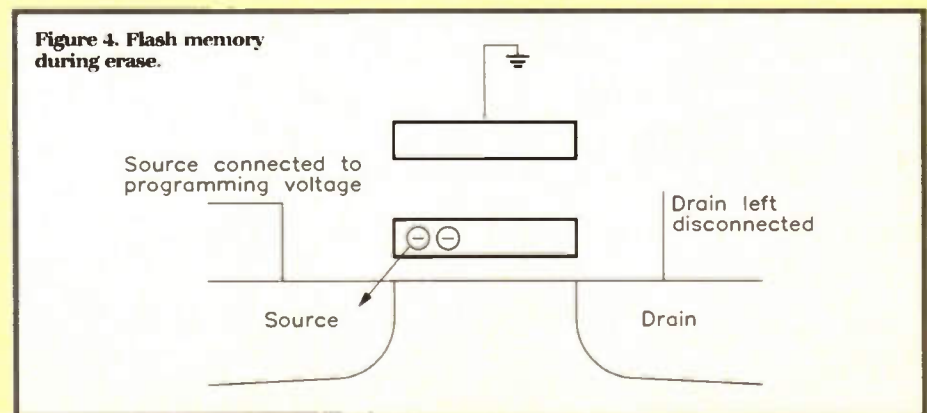 Figure 4. Flash memory
during erase.
Source connected to
programming voltage
Drain left
disconnected
Source
Drain